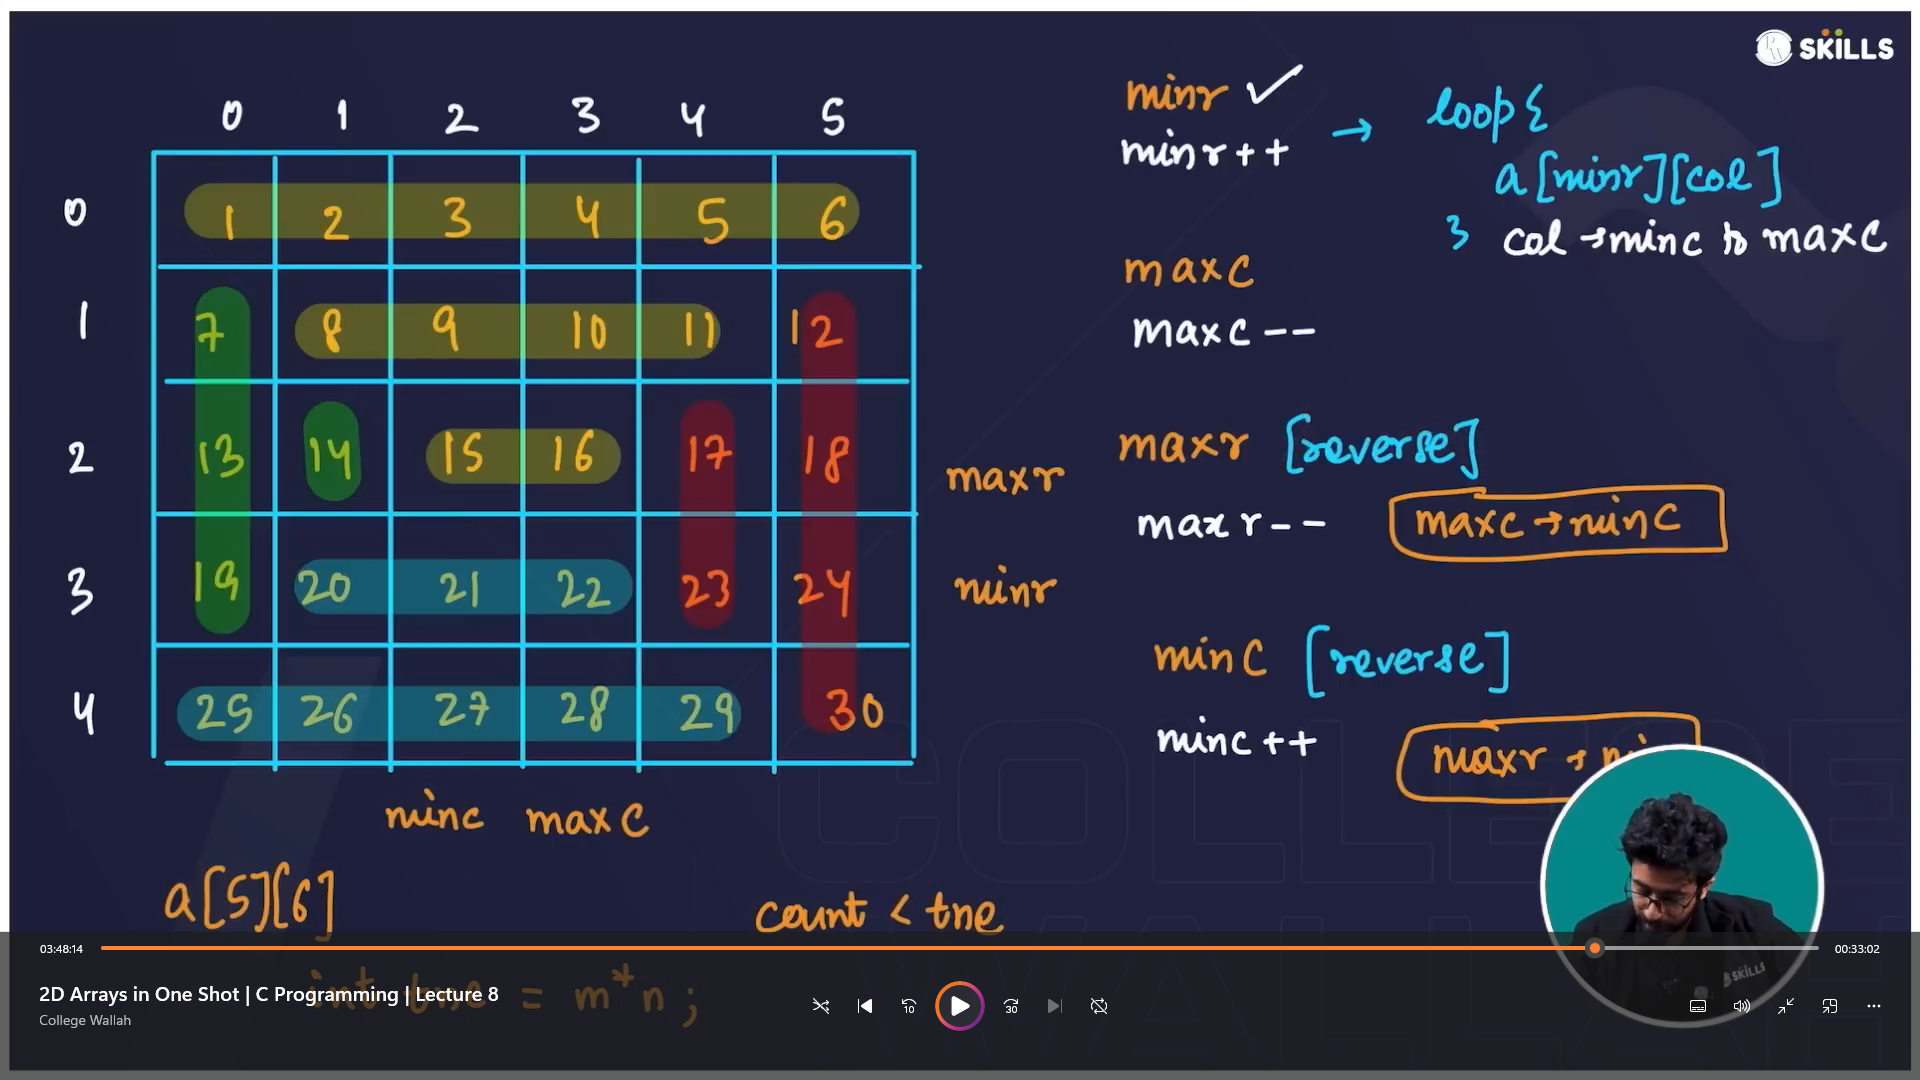 SKILLS
0 1 2 3 4 5
0 1 2 3 4 5 6
1 7 8 9 10 11 12
2 13 14 15 16 17 18
3 19 20 21 22 23 24
4 25 26 27 28 29 30
maxr
minr
minc maxc
a[5][6]
count < tne
int tne = m*n;
minr ✓
minr++
→ loop{
a[minr][col]
} col → minc to maxc
maxc
maxc--
maxr [reverse]
maxr-- maxc → minc
minc [reverse]
minc++ maxr →
SKILLS
03:48:14 00:33:02
2D Arrays in One Shot | C Programming | Lecture 8
College Wallah
10 30